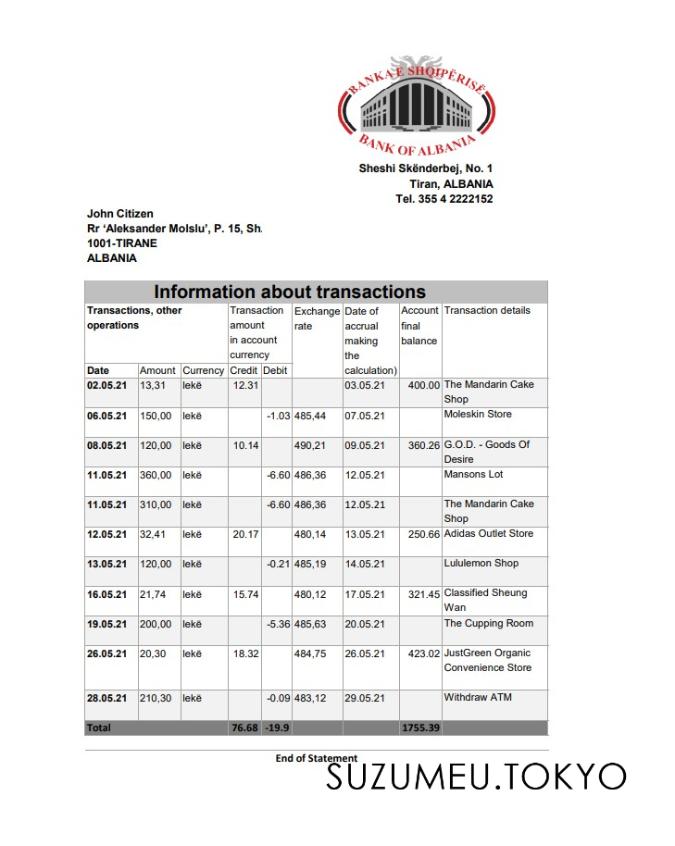 BANKA E SHQIPËRISË
BANK OF ALBANIA
Sheshi Skënderbej, No. 1
Tiran, ALBANIA
Tel. 355 4 2222152
John Citizen
Rr ‘Aleksander Molslu’, P. 15, Sh.
1001-TIRANE
ALBANIA
Information about transactions
Transactions, other operations Transaction amount in account currency Exchange rate Date of accrual making the calculation) Account final balance Transaction details
Date Amount Currency Credit Debit
02.05.21 13,31 lekë 12.31 03.05.21 400.00 The Mandarin Cake Shop
06.05.21 150,00 lekë -1.03 485,44 07.05.21 Moleskin Store
08.05.21 120,00 lekë 10.14 490,21 09.05.21 360.26 G.O.D. - Goods Of Desire
11.05.21 360,00 lekë -6.60 486,36 12.05.21 Mansons Lot
11.05.21 310,00 lekë -6.60 486,36 12.05.21 The Mandarin Cake Shop
12.05.21 32,41 lekë 20.17 480,14 13.05.21 250.66 Adidas Outlet Store
13.05.21 120,00 lekë -0.21 485,19 14.05.21 Lululemon Shop
16.05.21 21,74 lekë 15.74 480,12 17.05.21 321.45 Classified Sheung Wan
19.05.21 200,00 lekë -5.36 485,63 20.05.21 The Cupping Room
26.05.21 20,30 lekë 18.32 484,75 26.05.21 423.02 JustGreen Organic Convenience Store
28.05.21 210,30 lekë -0.09 483,12 29.05.21 Withdraw ATM
Total 76.68 -19.9 1755.39
End of Statement
SUZUMEU.TOKYO